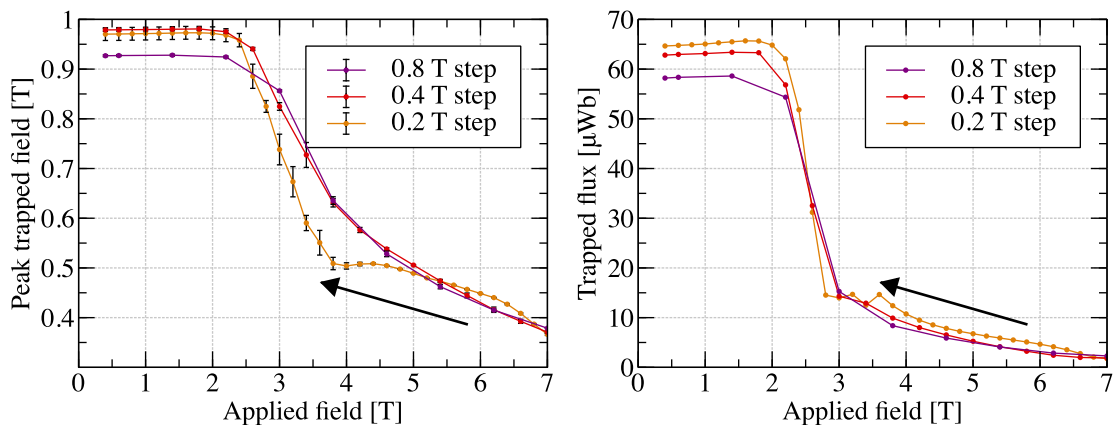 1
0.9
0.8
0.7
0.6
0.5
0.4
Peak trapped field [T]
0.8 T step
0.4 T step
0.2 T step
0 1 2 3 4 5 6 7
Applied field [T]
70
60
50
40
30
20
10
0
Trapped flux [μWb]
0.8 T step
0.4 T step
0.2 T step
0 1 2 3 4 5 6 7
Applied field [T]